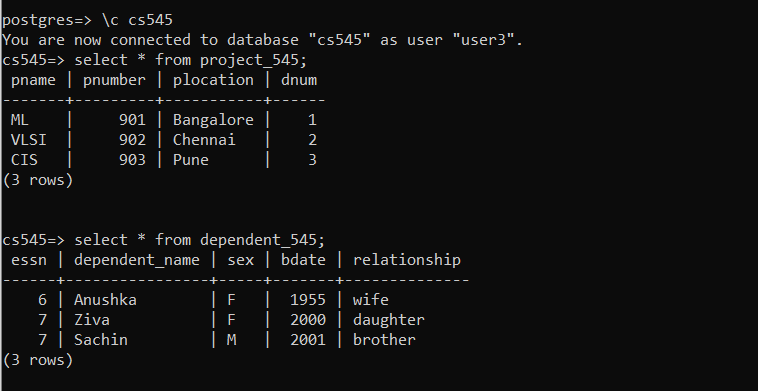 postgres=> \c cs545
You are now connected to database "cs545" as user "user3".
cs545=> select * from project_545;
 pname | pnumber | plocation | dnum
-------+---------+-----------+------
 ML    |     901 | Bangalore |    1
 VLSI  |     902 | Chennai   |    2
 CIS   |     903 | Pune      |    3
(3 rows)
cs545=> select * from dependent_545;
 essn | dependent_name | sex | bdate | relationship
------+----------------+-----+-------+--------------
    6 | Anushka        | F   |  1955 | wife
    7 | Ziva           | F   |  2000 | daughter
    7 | Sachin         | M   |  2001 | brother
(3 rows)